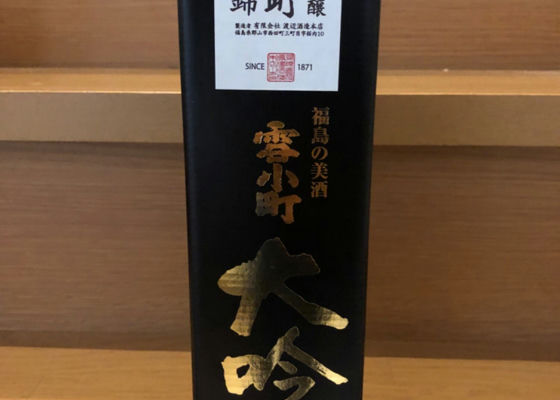 錦町 醸
製造者 有限会社 渡辺酒造本店
福島県郡山市西田町三町目字桜内10
SINCE 1871
福島の美酒
雪小町
大吟